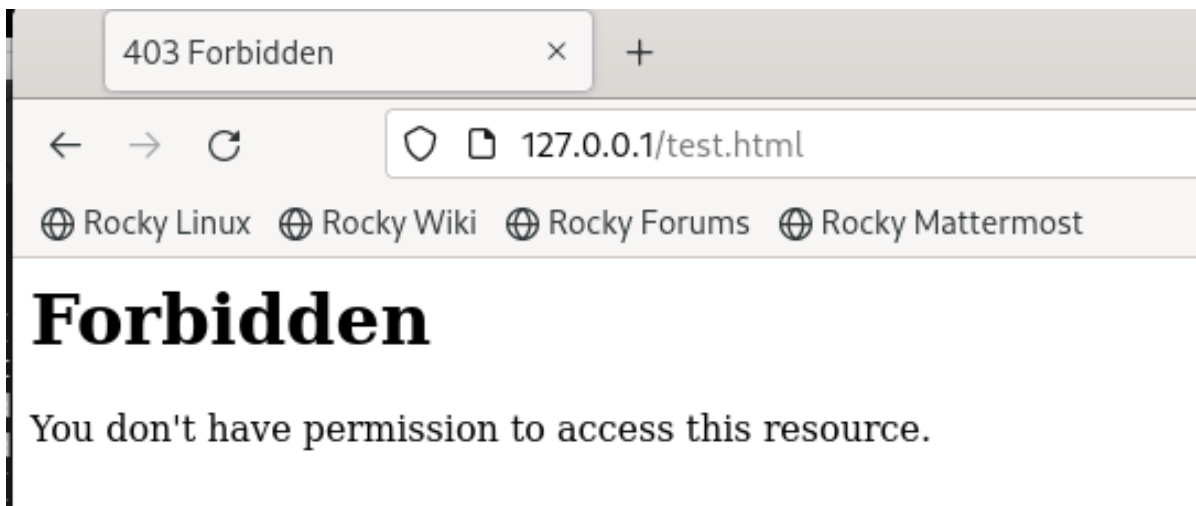 403 Forbidden
127.0.0.1/test.html
Rocky Linux Rocky Wiki Rocky Forums Rocky Mattermost
Forbidden
You don't have permission to access this resource.